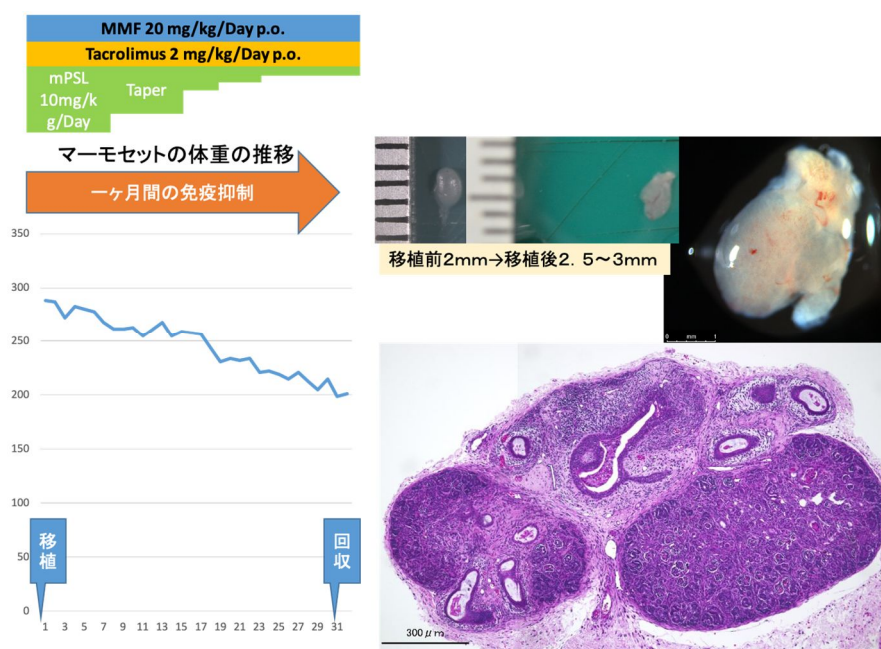 MMF 20 mg/kg/Day p.o.
Tacrolimus 2 mg/kg/Day p.o.
mPSL
10mg/k
g/Day
Taper
マーモセットの体重の推移
一ヶ月間の免疫抑制
350
300
250
200
150
100
50
0
移植
回収
1 3 5 7 9 11 13 15 17 19 21 23 25 27 29 31
移植前2mm→移植後2.5～3mm
0 mm 1
300μm